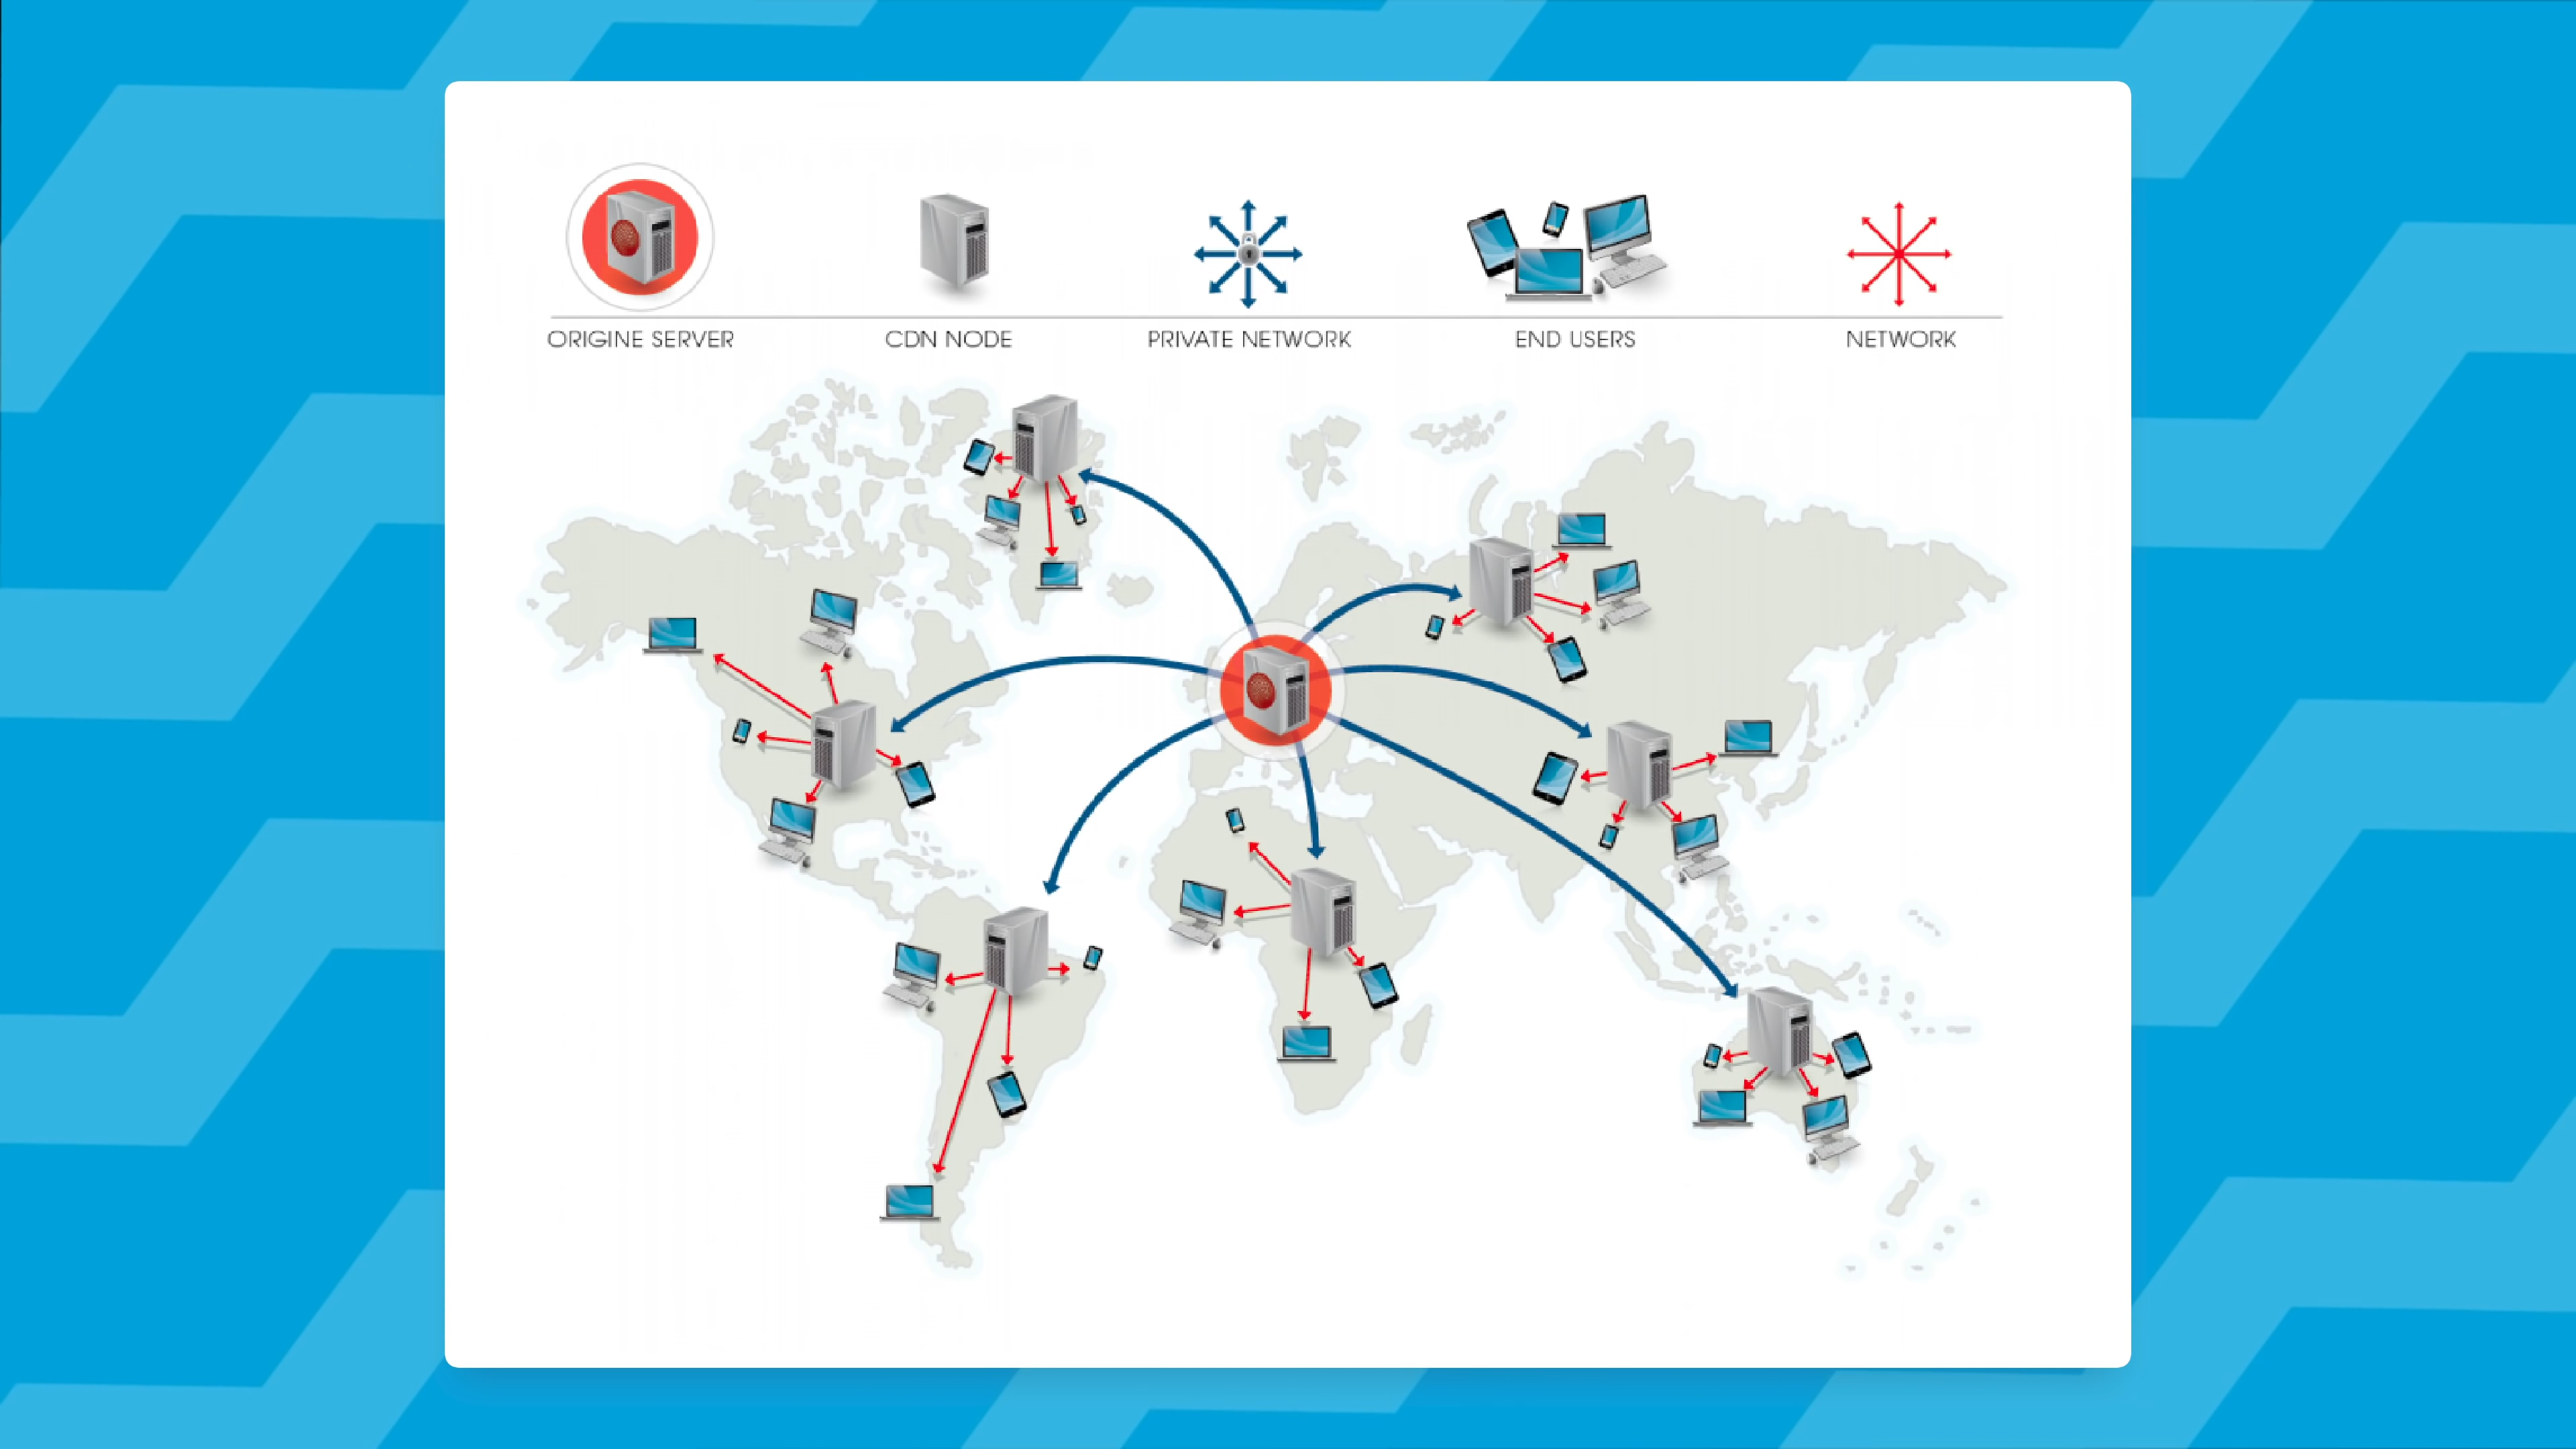 ORIGINE SERVER
CDN NODE
PRIVATE NETWORK
END USERS
NETWORK